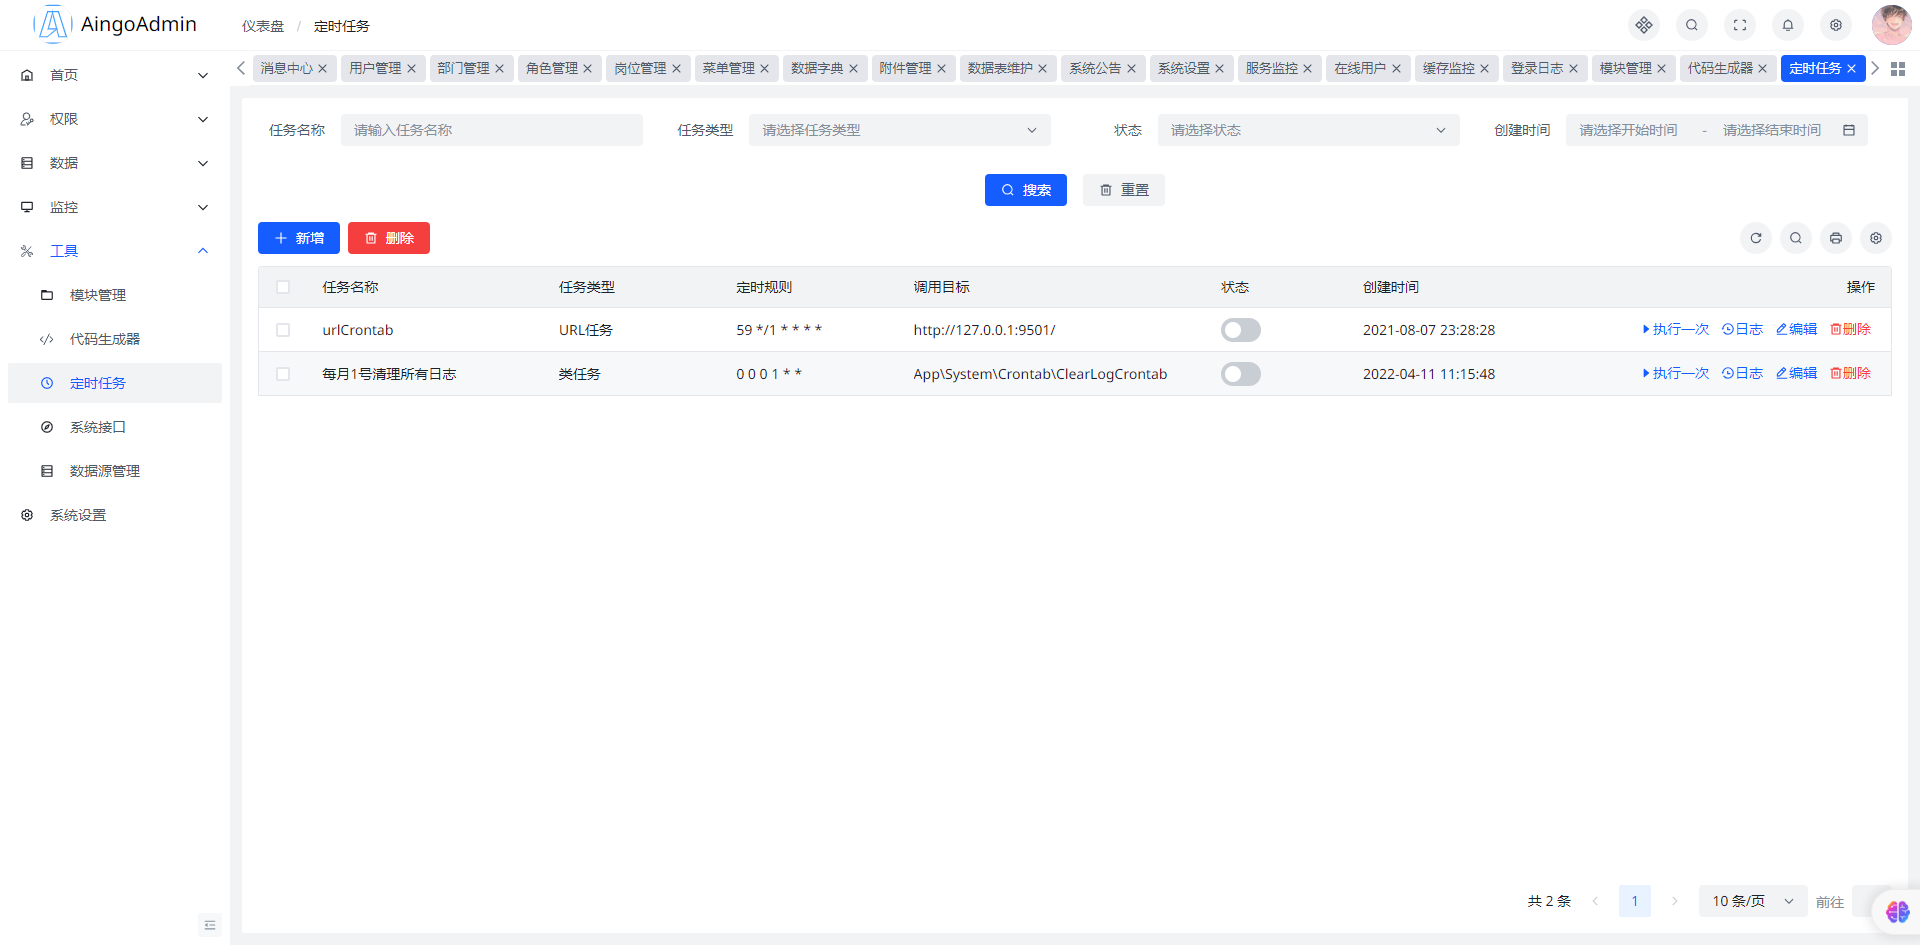 AingoAdmin
仪表盘 / 定时任务
首页
权限
数据
监控
工具
模块管理
代码生成器
定时任务
系统接口
数据源管理
系统设置
消息中心 用户管理 部门管理 角色管理 岗位管理 菜单管理 数据字典 附件管理 数据表维护 系统公告 系统设置 服务监控 在线用户 缓存监控 登录日志 模块管理 代码生成器 定时任务
任务名称 请输入任务名称 任务类型 请选择任务类型 状态 请选择状态 创建时间 请选择开始时间 - 请选择结束时间
搜索 重置
新增 删除
任务名称 任务类型 定时规则 调用目标 状态 创建时间 操作
urlCrontab URL任务 59 */1 * * * * http://127.0.0.1:9501/ 2021-08-07 23:28:28 执行一次 日志 编辑 删除
每月1号清理所有日志 类任务 0 0 0 1 * * App\System\Crontab\ClearLogCrontab 2022-04-11 11:15:48 执行一次 日志 编辑 删除
共 2 条 1 10 条/页 前往